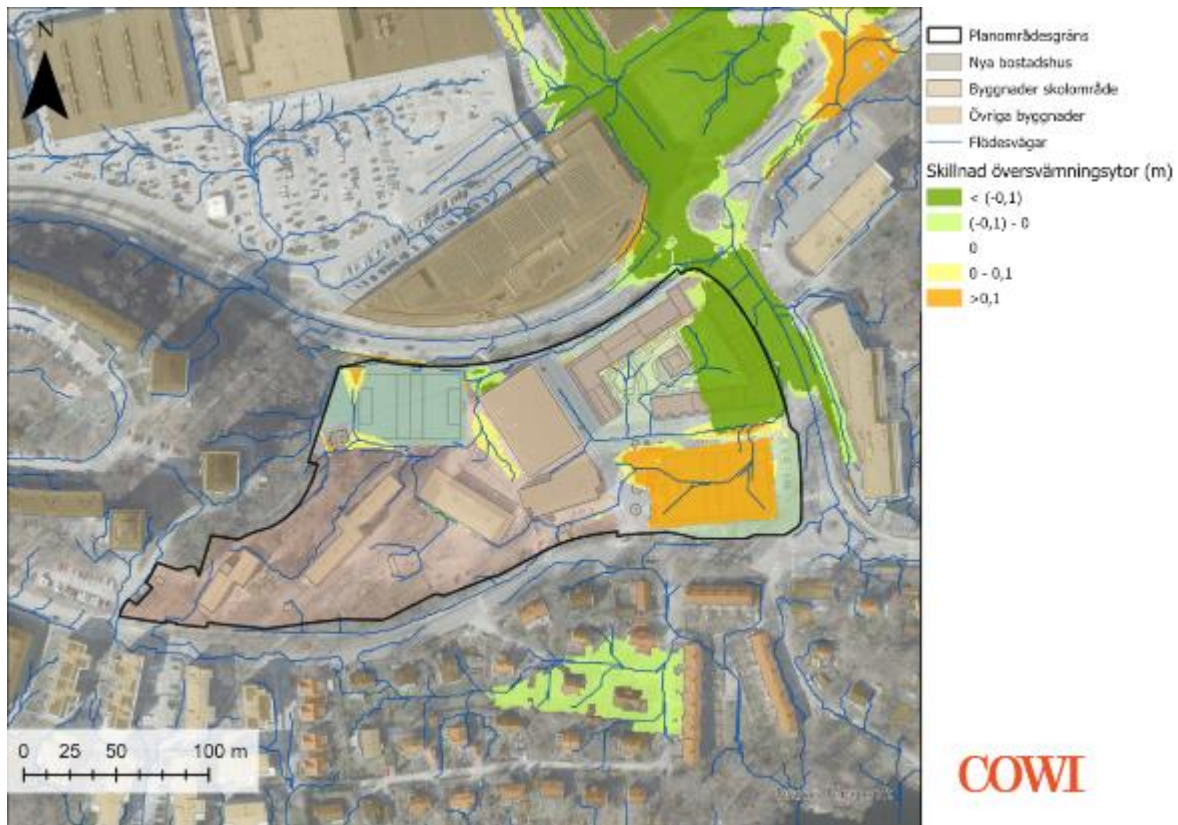 N
Planområdesgräns
Nya bostadshus
Byggnader skolområde
Övriga byggnader
Flödesvägar
Skillnad översvämningsytor (m)
< (-0,1)
(-0,1) - 0
0
0 - 0,1
>0,1
0 25 50 100 m
COWI